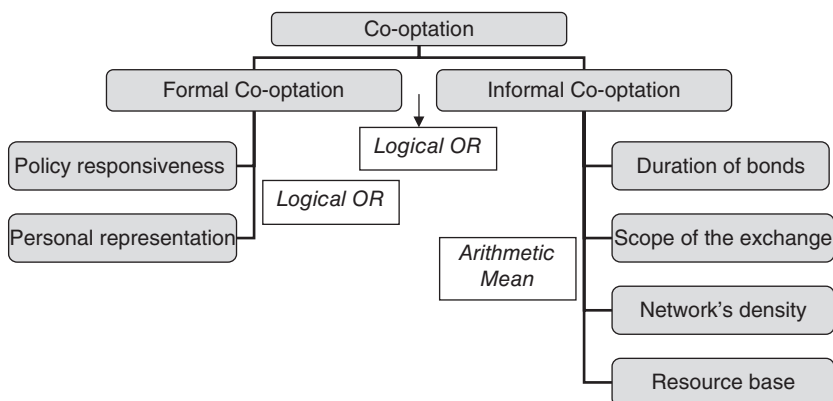 Co-optation
Formal Co-optation
Informal Co-optation
Logical OR
Policy responsiveness
Duration of bonds
Logical OR
Personal representation
Scope of the exchange
Arithmetic
Mean
Network's density
Resource base